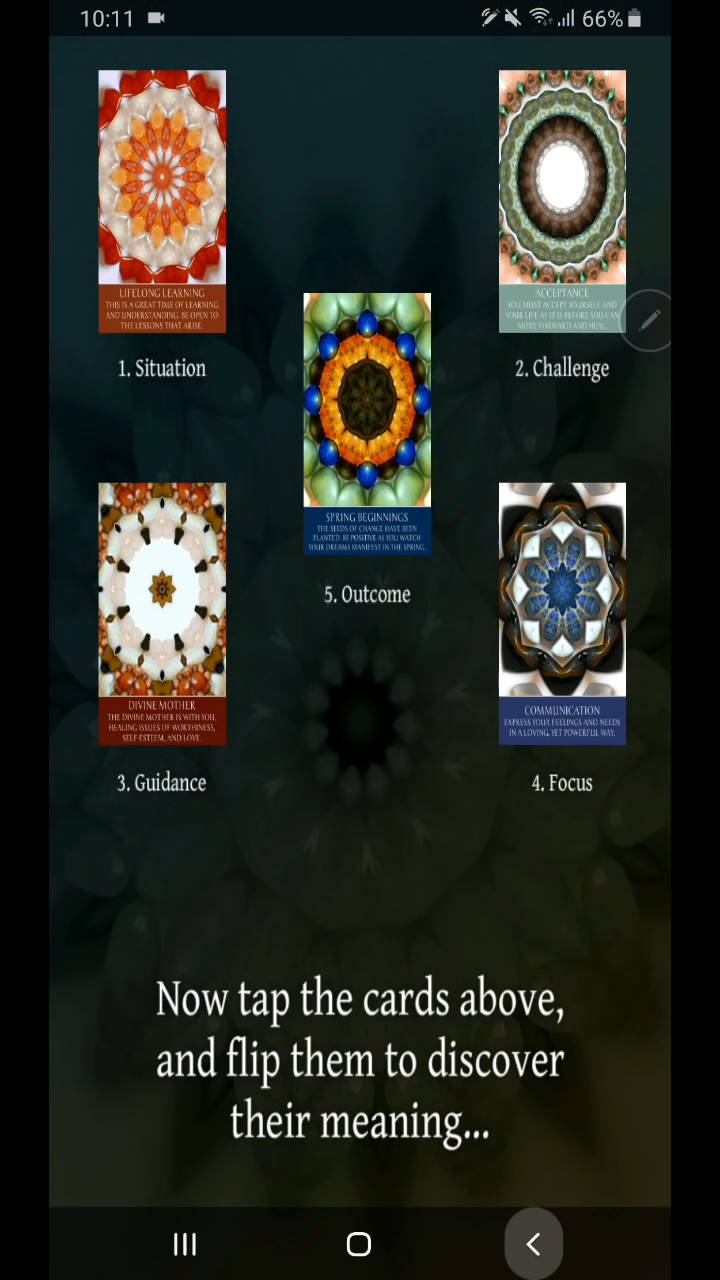 10:11
66%
LIFELONG LEARNING
THIS IS A GREAT TIME OF LEARNING
AND UNDERSTANDING. BE OPEN TO
THE LESSONS THAT ARISE.
1. Situation
ACCEPTANCE
YOU MUST ACCEPT YOURSELF AND
YOUR LIFE AS IT IS BEFORE YOU CAN
MOVE FORWARD AND HEAL.
2. Challenge
SPRING BEGINNINGS
THE SEEDS OF CHANGE HAVE BEEN
PLANTED. BE POSITIVE AS YOU WATCH
YOUR DREAMS MANIFEST IN THE SPRING.
5. Outcome
DIVINE MOTHER
THE DIVINE MOTHER IS WITH YOU,
HEALING ISSUES OF WORTHINESS,
SELF-ESTEEM, AND LOVE.
3. Guidance
COMMUNICATION
EXPRESS YOUR FEELINGS AND NEEDS
IN A LOVING, YET POWERFUL WAY.
4. Focus
Now tap the cards above,
and flip them to discover
their meaning...